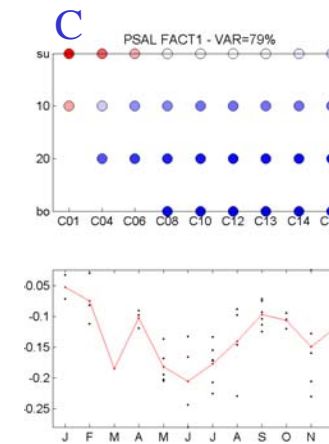 C
PSAL FACT1 - VAR=79%
su
10
20
bo
C01 C04 C06 C08 C10 C12 C13 C14 C
-0.05
-0.1
-0.15
-0.2
-0.25
J F M A M J J A S O N